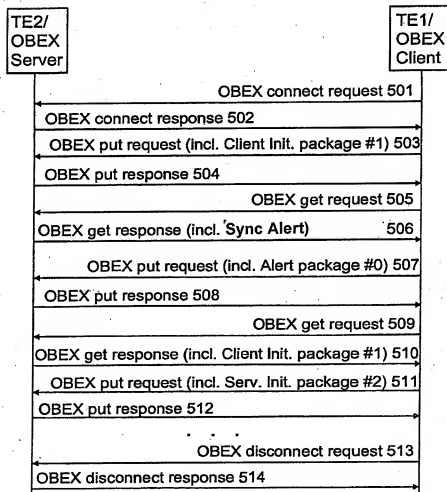 TE2/
OBEX
Server
TE1/
OBEX
Client
OBEX connect request 501
OBEX connect response 502
OBEX put request (incl. Client Init. package #1) 503
OBEX put response 504
OBEX get request 505
OBEX get response (incl. Sync Alert) 506
OBEX put request (incl. Alert package #0) 507
OBEX put response 508
OBEX get request 509
OBEX get response (incl. Client Init. package #1) 510
OBEX put request (incl. Serv. Init. package #2) 511
OBEX put response 512
. . .
OBEX disconnect request 513
OBEX disconnect response 514